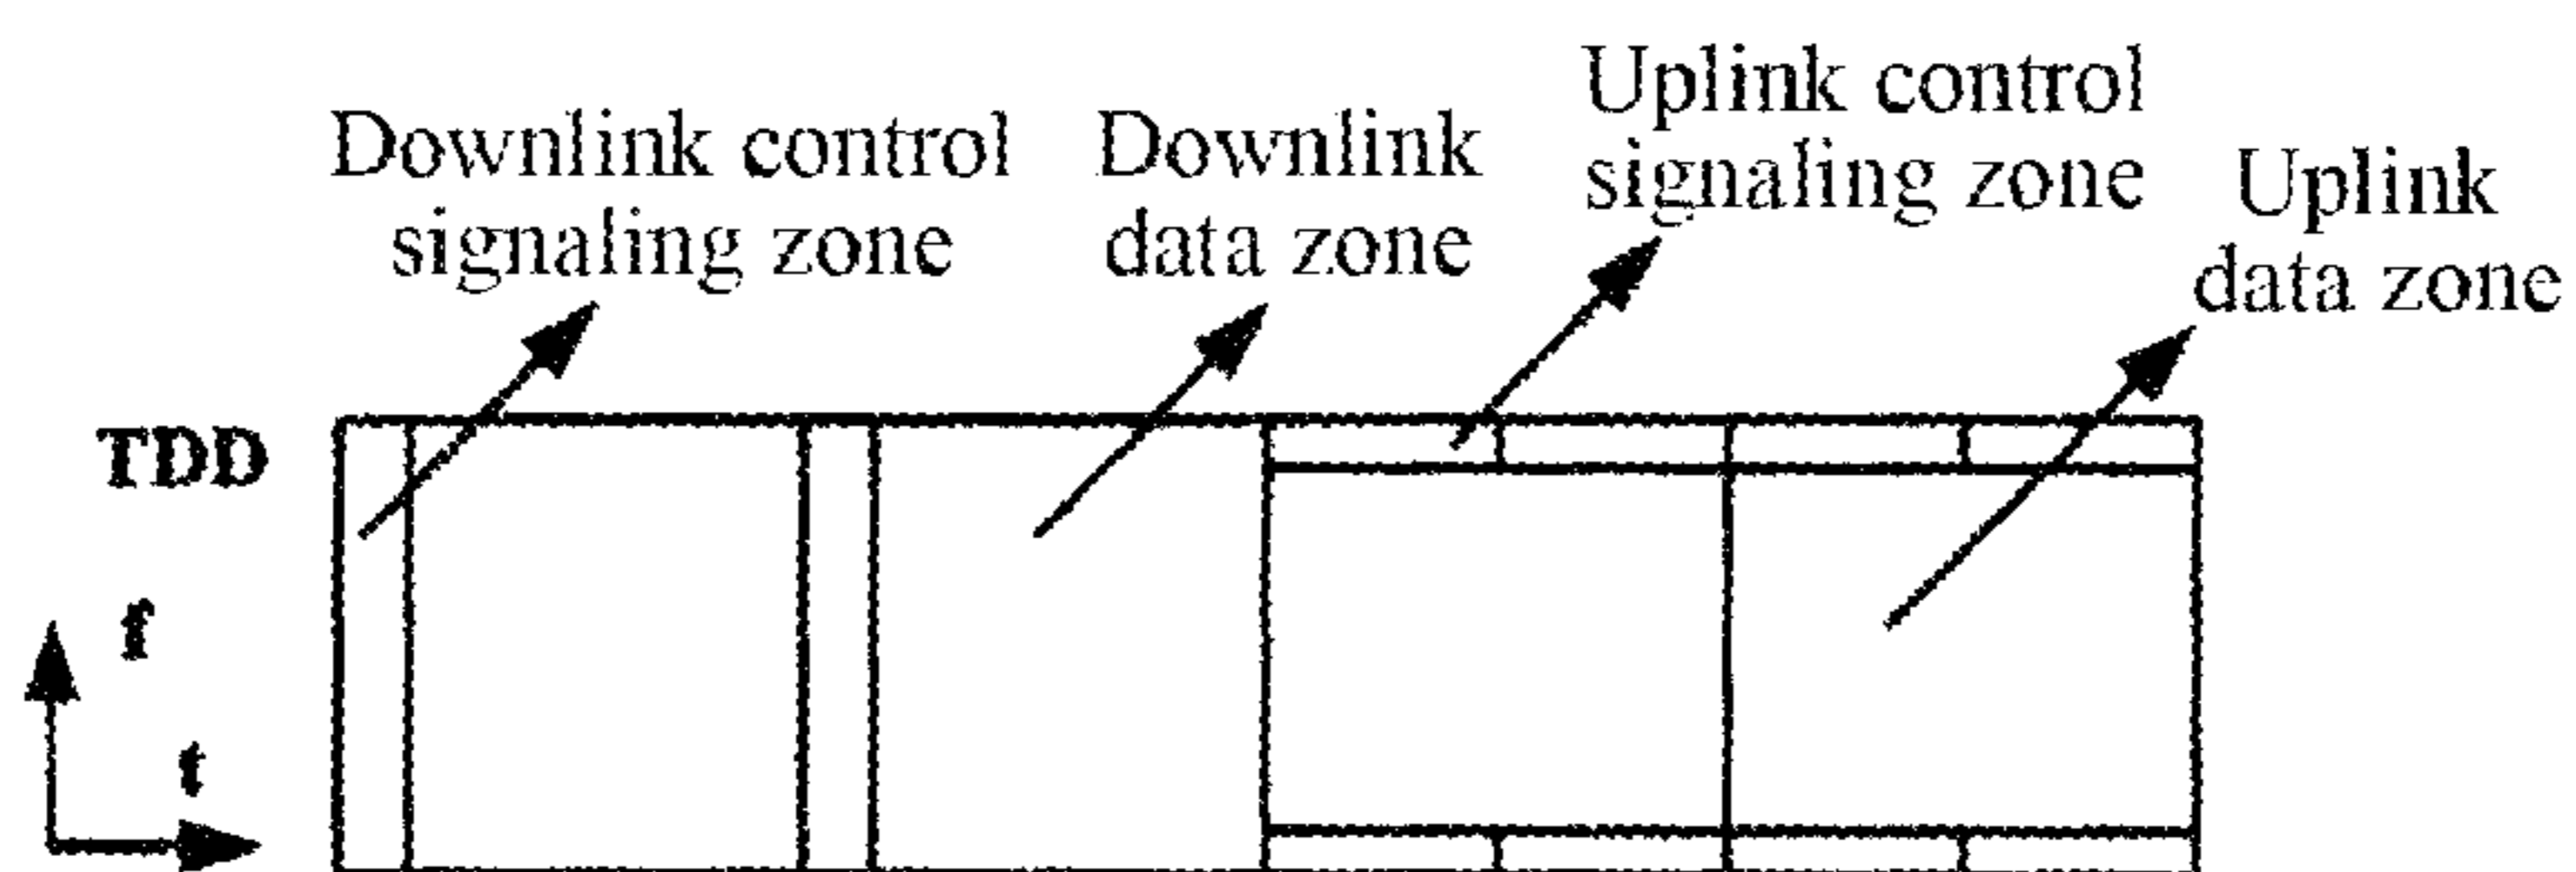 Downlink control
signaling zone
Downlink
data zone
Uplink control
signaling zone
Uplink
data zone
TDD
f
t